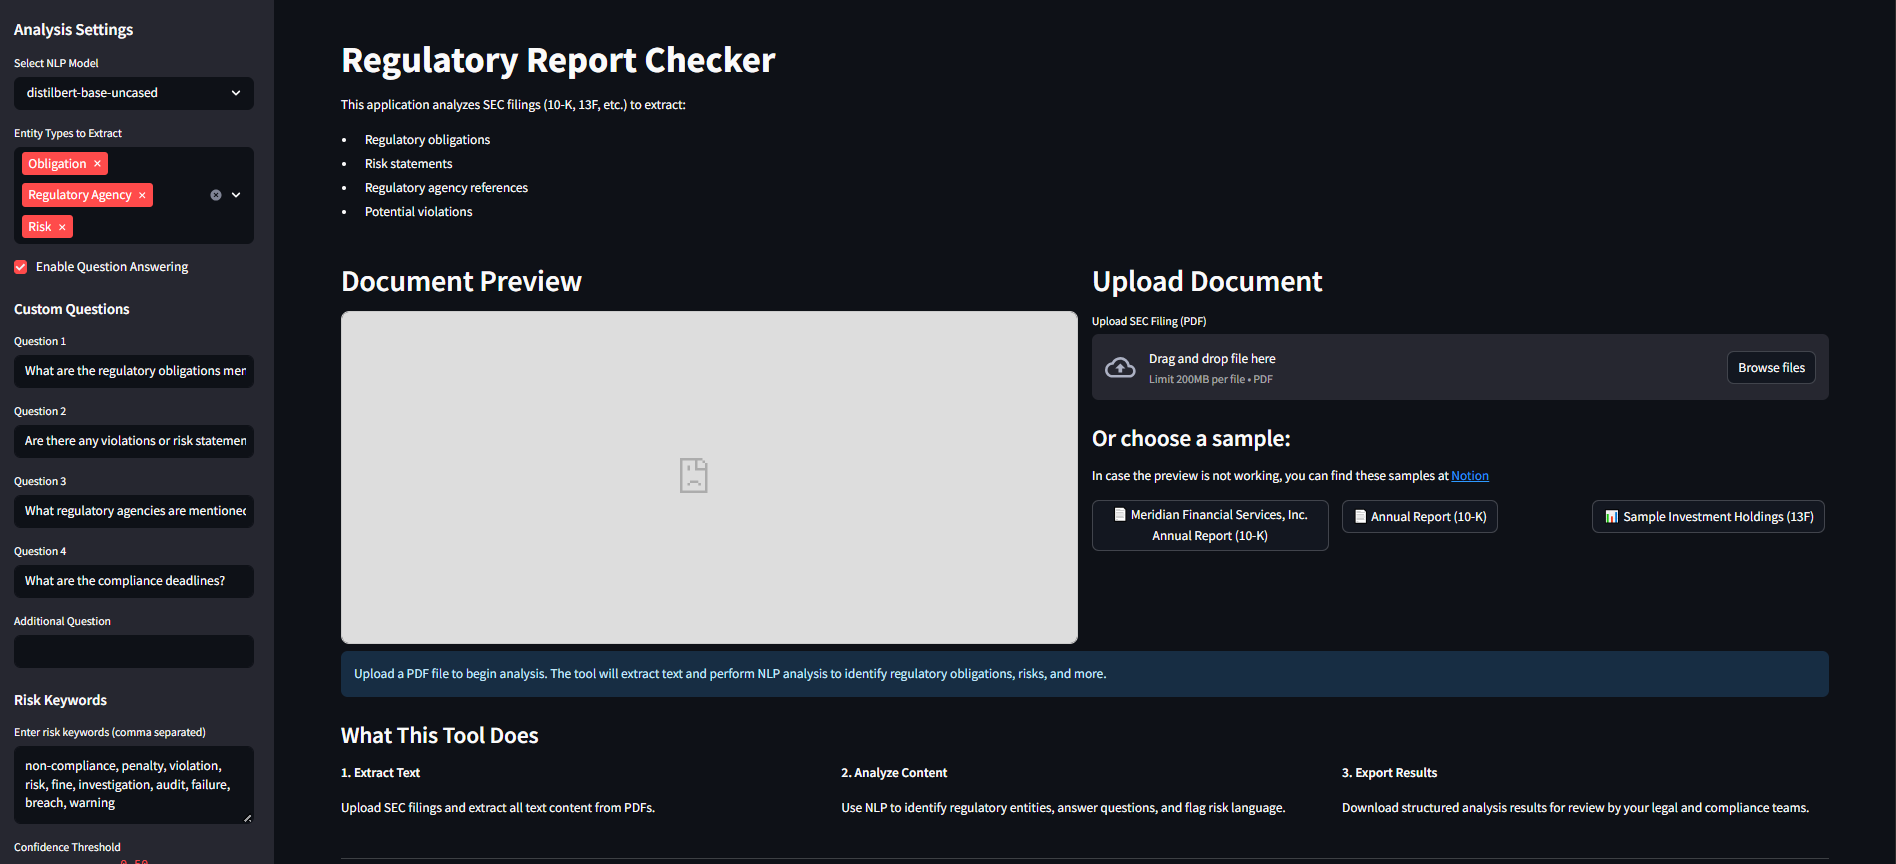 Analysis Settings
Select NLP Model
distilbert-base-uncased
Entity Types to Extract
Obligation ×
Regulatory Agency ×
Risk ×
Enable Question Answering
Custom Questions
Question 1
What are the regulatory obligations mer
Question 2
Are there any violations or risk statemen
Question 3
What regulatory agencies are mentioned
Question 4
What are the compliance deadlines?
Additional Question
Risk Keywords
Enter risk keywords (comma separated)
non-compliance, penalty, violation,
risk, fine, investigation, audit, failure,
breach, warning
Confidence Threshold
0.50
Regulatory Report Checker
This application analyzes SEC filings (10-K, 13F, etc.) to extract:
• Regulatory obligations
• Risk statements
• Regulatory agency references
• Potential violations
Document Preview
Upload Document
Upload SEC Filing (PDF)
Drag and drop file here
Limit 200MB per file • PDF
Browse files
Or choose a sample:
In case the preview is not working, you can find these samples at Notion
Meridian Financial Services, Inc.
Annual Report (10-K)
Annual Report (10-K)
Sample Investment Holdings (13F)
Upload a PDF file to begin analysis. The tool will extract text and perform NLP analysis to identify regulatory obligations, risks, and more.
What This Tool Does
1. Extract Text
Upload SEC filings and extract all text content from PDFs.
2. Analyze Content
Use NLP to identify regulatory entities, answer questions, and flag risk language.
3. Export Results
Download structured analysis results for review by your legal and compliance teams.